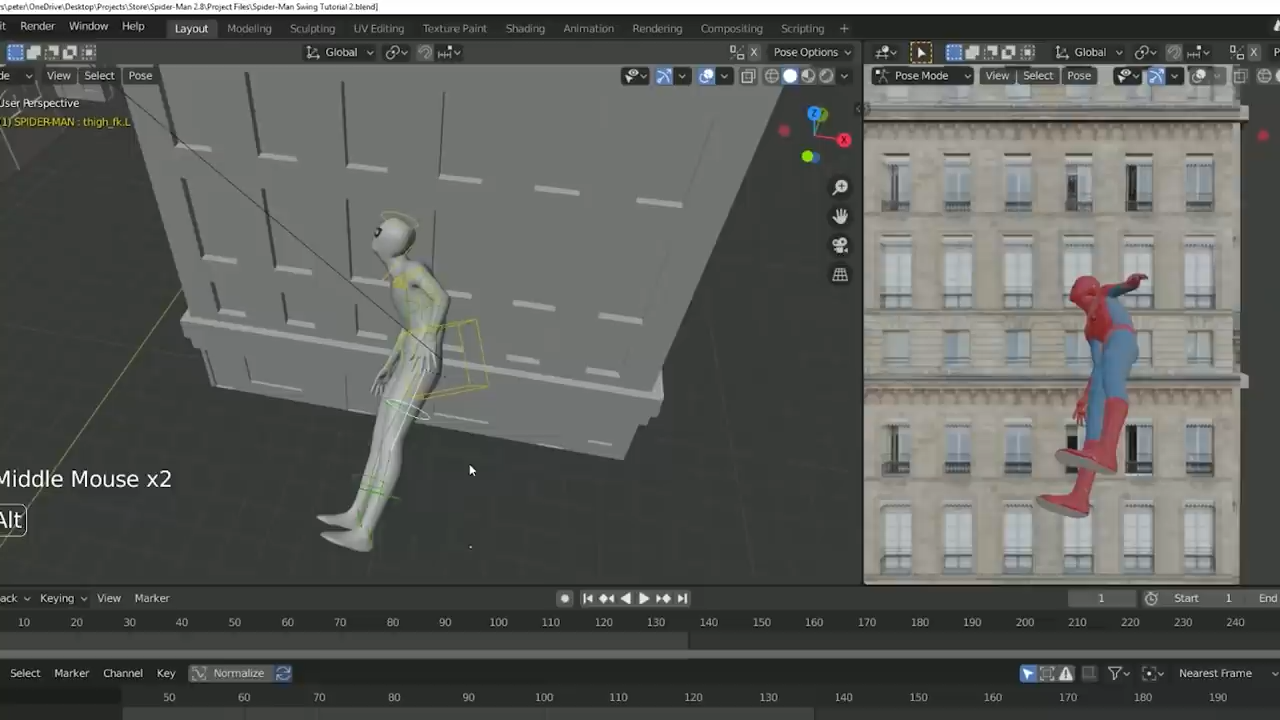 s\peter\OneDrive\Desktop\Projects\Store\Spider-Man 2.8\Project Files\Spider-Man Swing Tutorial 2.blend]
it Render Window Help Layout Modeling Sculpting UV Editing Texture Paint Shading Animation Rendering Compositing Scripting +
Global X Pose Options Global X P
de View Select Pose Pose Mode View Select Pose
User Perspective
(1) SPIDER-MAN : thigh_fk.L
Z
X
Middle Mouse x2
Alt
ack Keying View Marker 1 Start 1 End
10 20 30 40 50 60 70 80 90 100 110 120 130 140 150 160 170 180 190 200 210 220 230 240
Select Marker Channel Key Normalize Nearest Frame
50 60 70 80 90 100 110 120 130 140 150 160 170 180 190